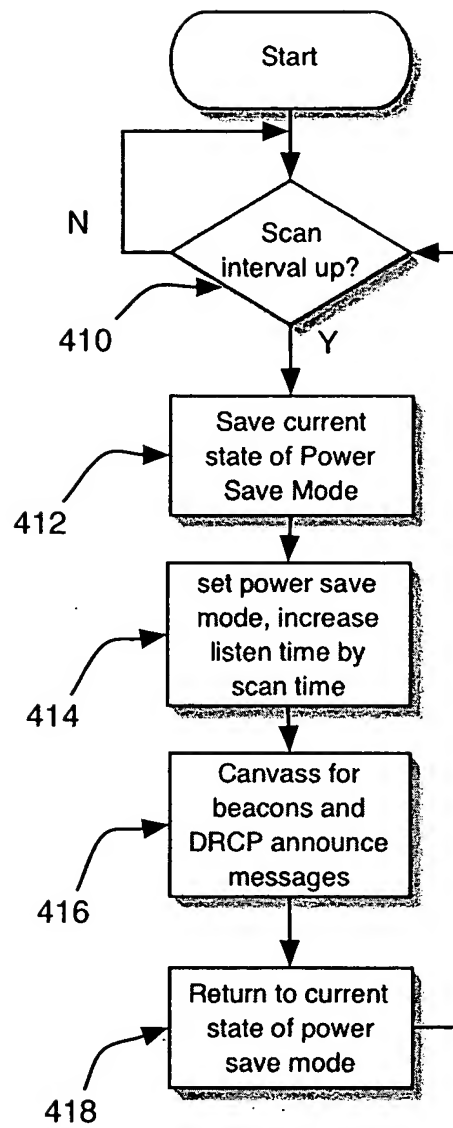 Start
N
Scan
interval up?
410
Y
Save current
state of Power
Save Mode
412
set power save
mode, increase
listen time by
scan time
414
Canvass for
beacons and
DRCP announce
messages
416
Return to current
state of power
save mode
418